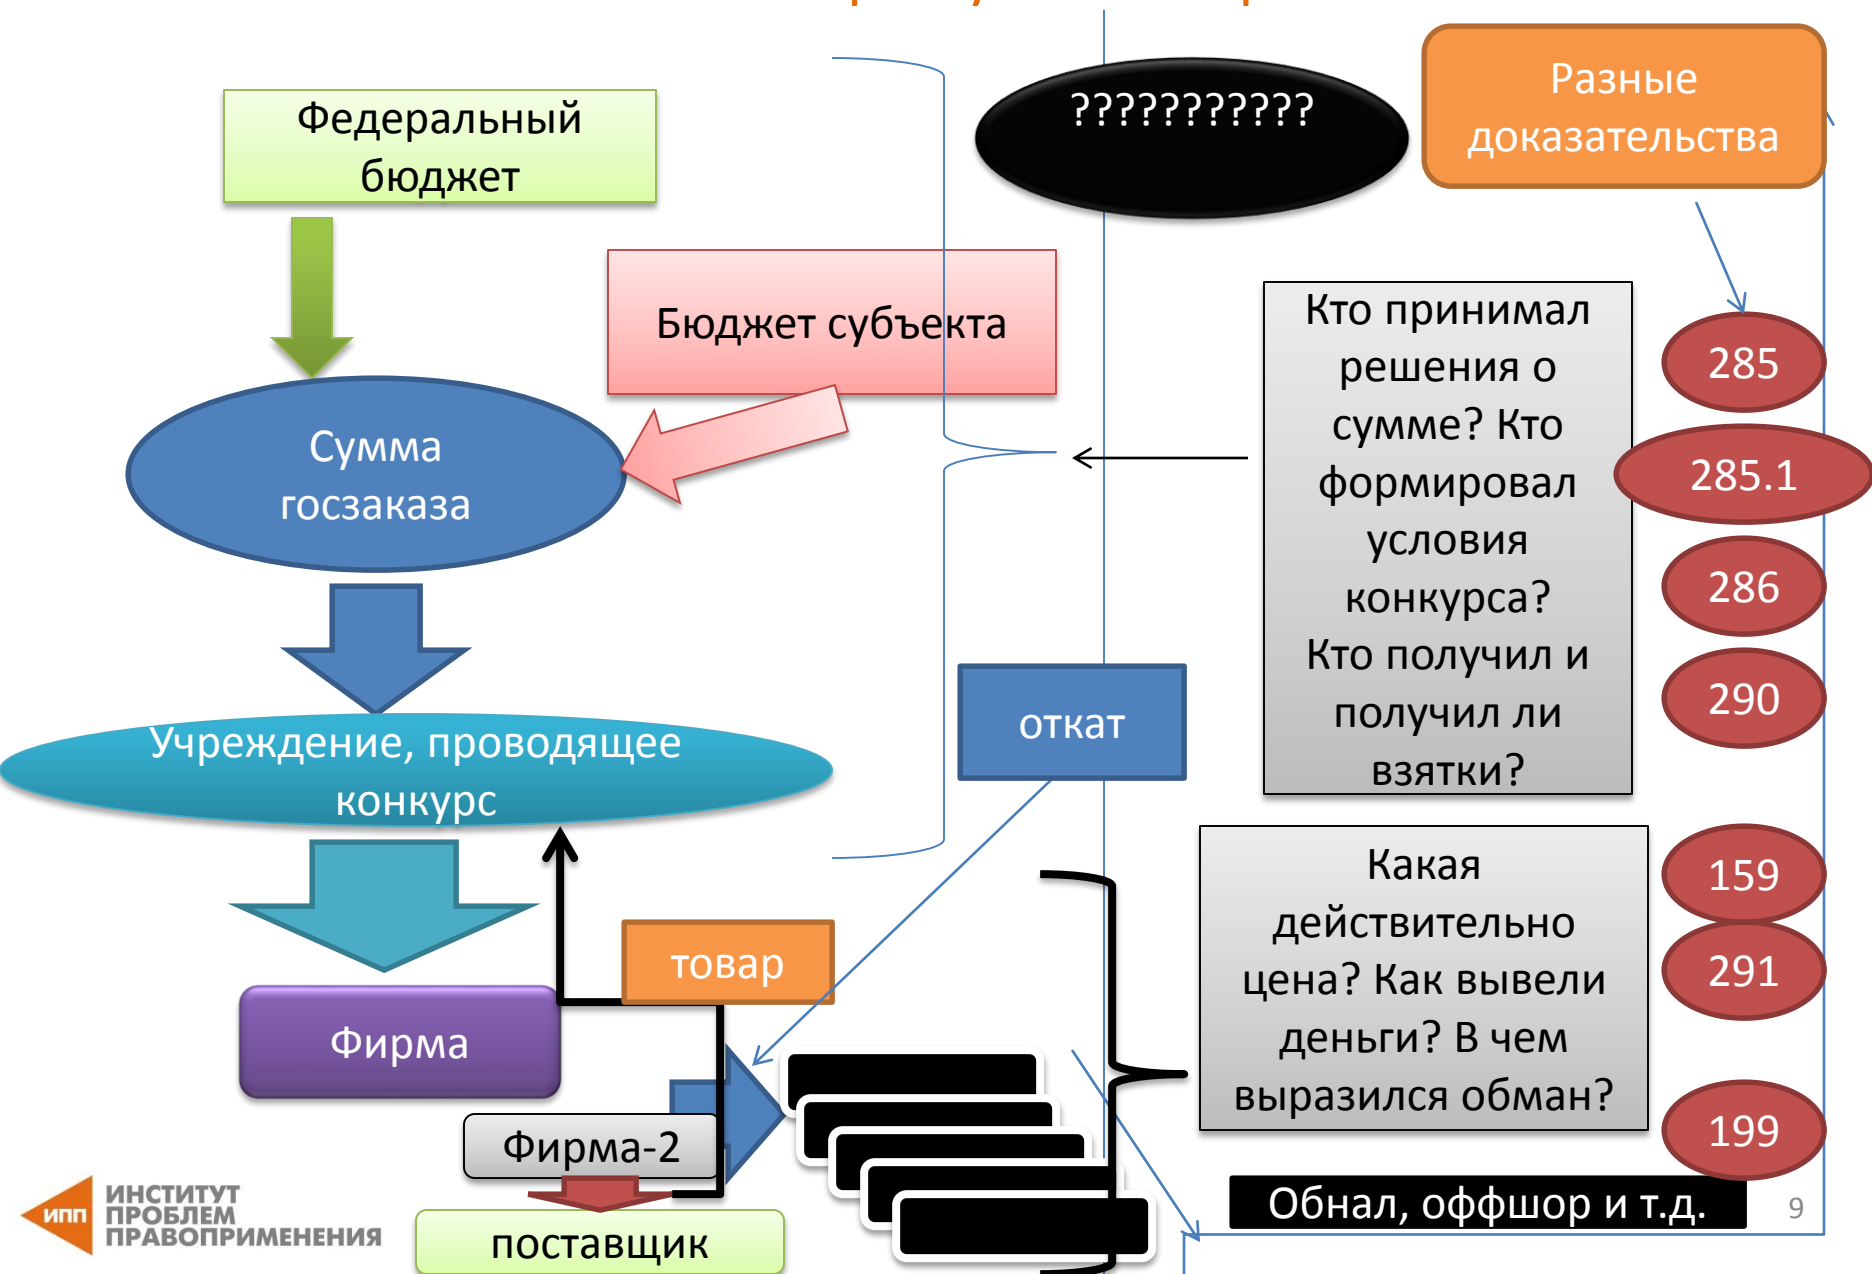 Федеральный
бюджет
???????????
Разные
доказательства
Бюджет субъекта
Сумма
госзаказа
Кто принимал
решения о
сумме? Кто
формировал
условия
конкурса?
Кто получил и
получил ли
взятки?
285
285.1
286
290
Учреждение, проводящее
конкурс
откат
товар
Фирма
Фирма-2
поставщик
Какая
действительно
цена? Как вывели
деньги? В чем
выразился обман?
159
291
199
Обнал, оффшор и т.д.
9
ИПП
ИНСТИТУТ
ПРОБЛЕМ
ПРАВОПРИМЕНЕНИЯ